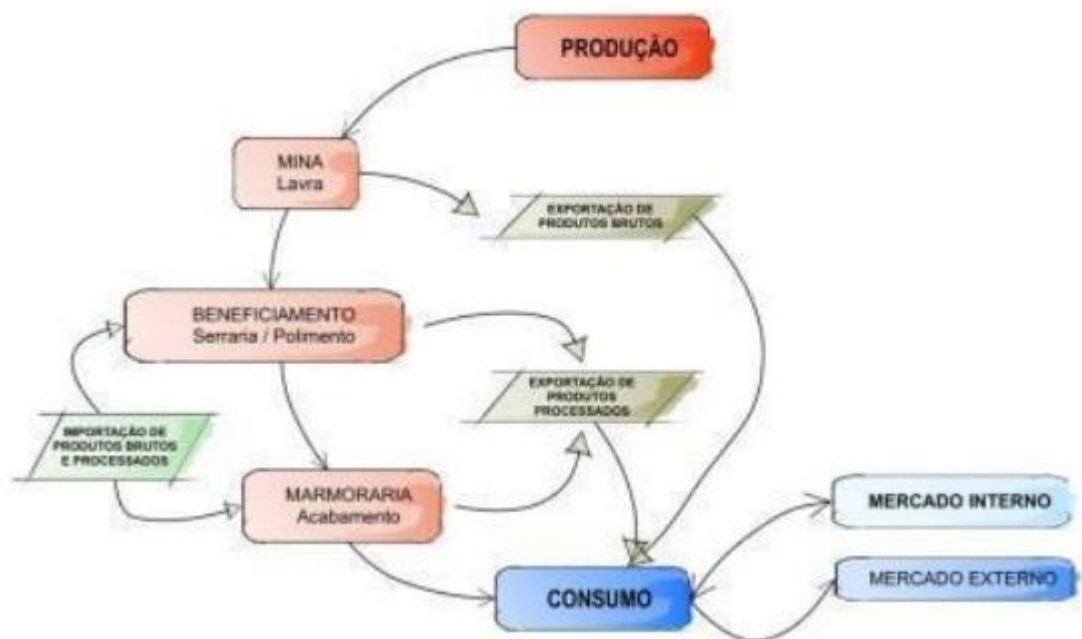 PRODUÇÃO
MINA
Lavra
EXPORTAÇÃO DE
PRODUTOS BRUTOS
BENEFICIAMENTO
Serraria / Polimento
EXPORTAÇÃO DE
PRODUTOS
PROCESSADOS
IMPORTAÇÃO DE
PRODUTOS BRUTOS
E PROCESSADOS
MARMORARIA
Acabamento
MERCADO INTERNO
MERCADO EXTERNO
CONSUMO